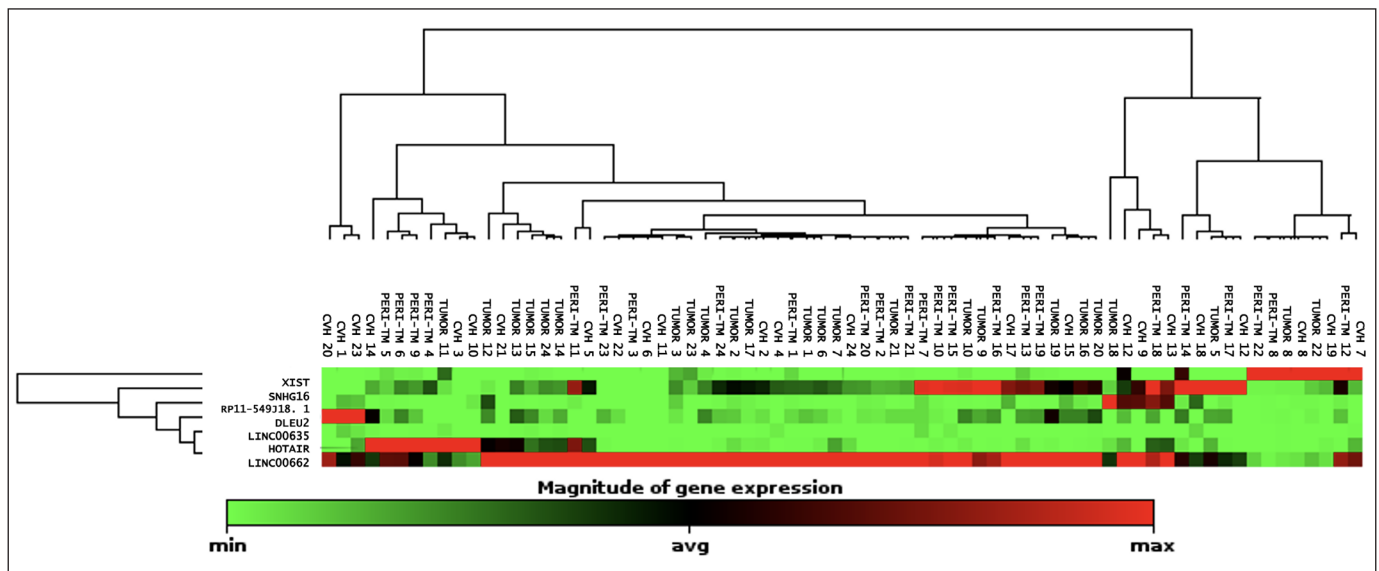 CVH 20
CVH 1
CVH 23
CVH 14
PERI-TM 5
PERI-TM 6
PERI-TM 9
PERI-TM 4
TUMOR 11
CVH 3
CVH 10
TUMOR 12
CVH 21
TUMOR 13
TUMOR 15
TUMOR 24
TUMOR 14
PERI-TM 11
CVH 5
PERI-TM 23
CVH 22
PERI-TM 3
CVH 6
CVH 11
TUMOR 3
TUMOR 23
TUMOR 4
PERI-TM 24
TUMOR 2
TUMOR 17
CVH 2
CVH 4
PERI-TM 1
TUMOR 1
TUMOR 6
TUMOR 7
CVH 24
PERI-TM 20
PERI-TM 2
TUMOR 21
PERI-TM 21
PERI-TM 7
PERI-TM 10
PERI-TM 15
TUMOR 10
TUMOR 9
PERI-TM 16
CVH 17
PERI-TM 13
PERI-TM 19
TUMOR 19
CVH 15
TUMOR 16
TUMOR 20
TUMOR 18
CVH 12
CVH 9
PERI-TM 18
CVH 18
PERI-TM 14
CVH 13
TUMOR 5
PERI-TM 17
CVH 12
PERI-TM 22
PERI-TM 8
TUMOR 8
CVH 8
TUMOR 22
CVH 19
PERI-TM 12
CVH 7
XIST
SNHG16
RP11-549J18. 1
DLEU2
LINC00635
HOTAIR
LINC00662
Magnitude of gene expression
min
avg
max